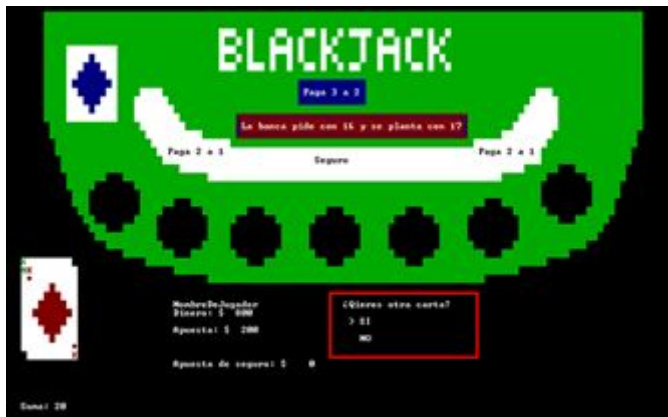 BLACKJACK
Paga 3 a 2
La banca pide con 16 y se planta con 17
Paga 2 a 1
Seguro
Paga 2 a 1
NombreDeJugador
Dinero: $ 800
Apuesta: $ 200
Apuesta de seguro: $ 0
¿Quieres otra carta?
> SI
NO
Suma: 20